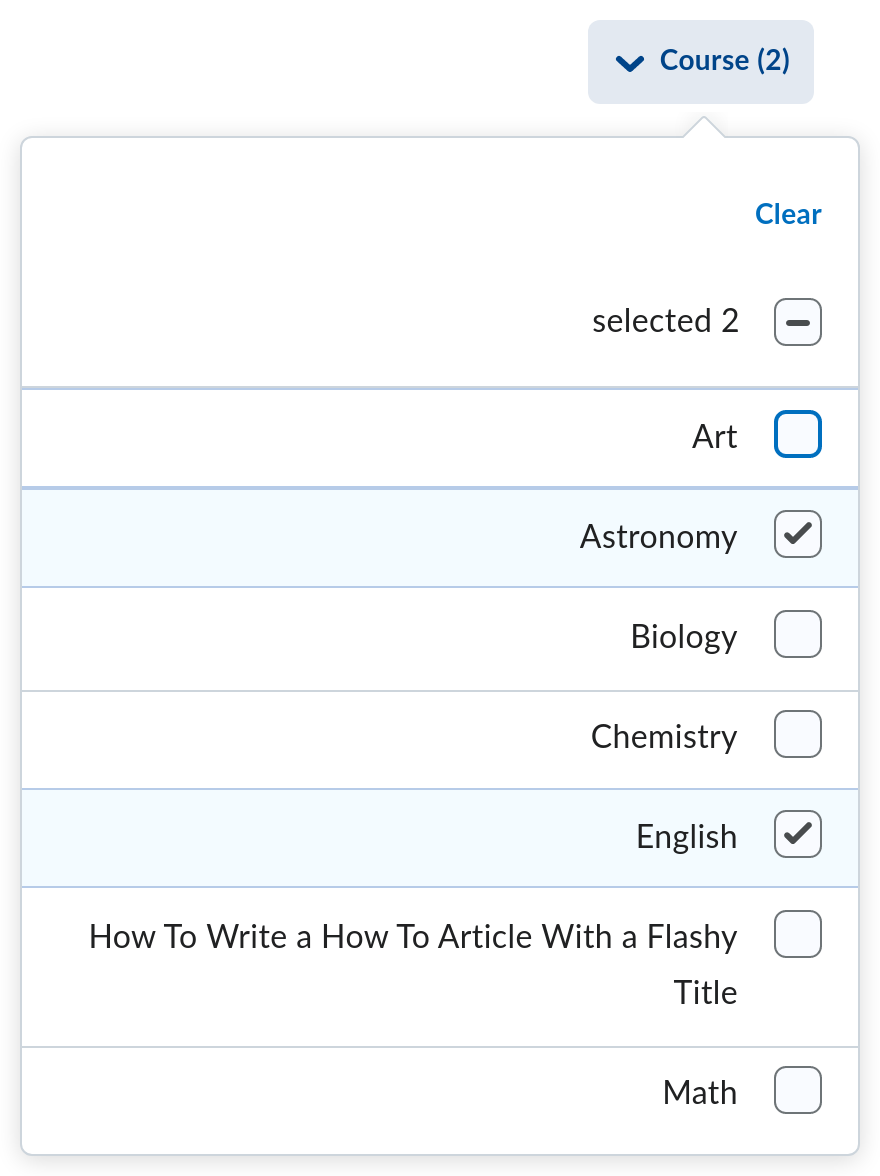 Course (2)
Clear
selected 2
Art
Astronomy
Biology
Chemistry
English
How To Write a How To Article With a Flashy
Title
Math